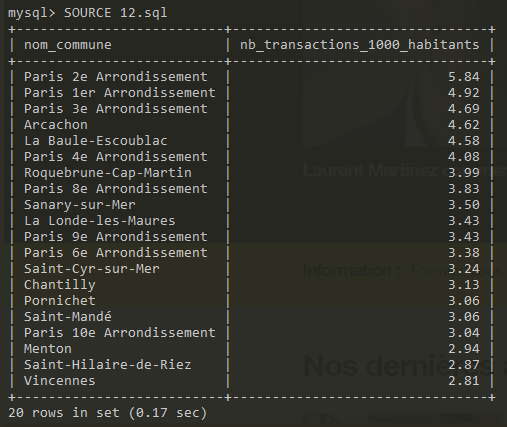 mysql> SOURCE 12.sql
+--------------------------+-------------------------------+
| nom_commune              | nb_transactions_1000_habitants |
+--------------------------+-------------------------------+
| Paris 2e Arrondissement | 5.84 |
| Paris 1er Arrondissement | 4.92 |
| Paris 3e Arrondissement | 4.69 |
| Arcachon | 4.62 |
| La Baule-Escoublac | 4.58 |
| Paris 4e Arrondissement | 4.08 |
| Roquebrune-Cap-Martin | 3.99 |
| Paris 8e Arrondissement | 3.83 |
| Sanary-sur-Mer | 3.50 |
| La Londe-les-Maures | 3.43 |
| Paris 9e Arrondissement | 3.43 |
| Paris 6e Arrondissement | 3.38 |
| Saint-Cyr-sur-Mer | 3.24 |
| Chantilly | 3.13 |
| Pornichet | 3.06 |
| Saint-Mandé | 3.06 |
| Paris 10e Arrondissement | 3.04 |
| Menton | 2.94 |
| Saint-Hilaire-de-Riez | 2.87 |
| Vincennes | 2.81 |
+--------------------------+-------------------------------+
20 rows in set (0.17 sec)
Laurent Martinez
Information :
Nos dernières